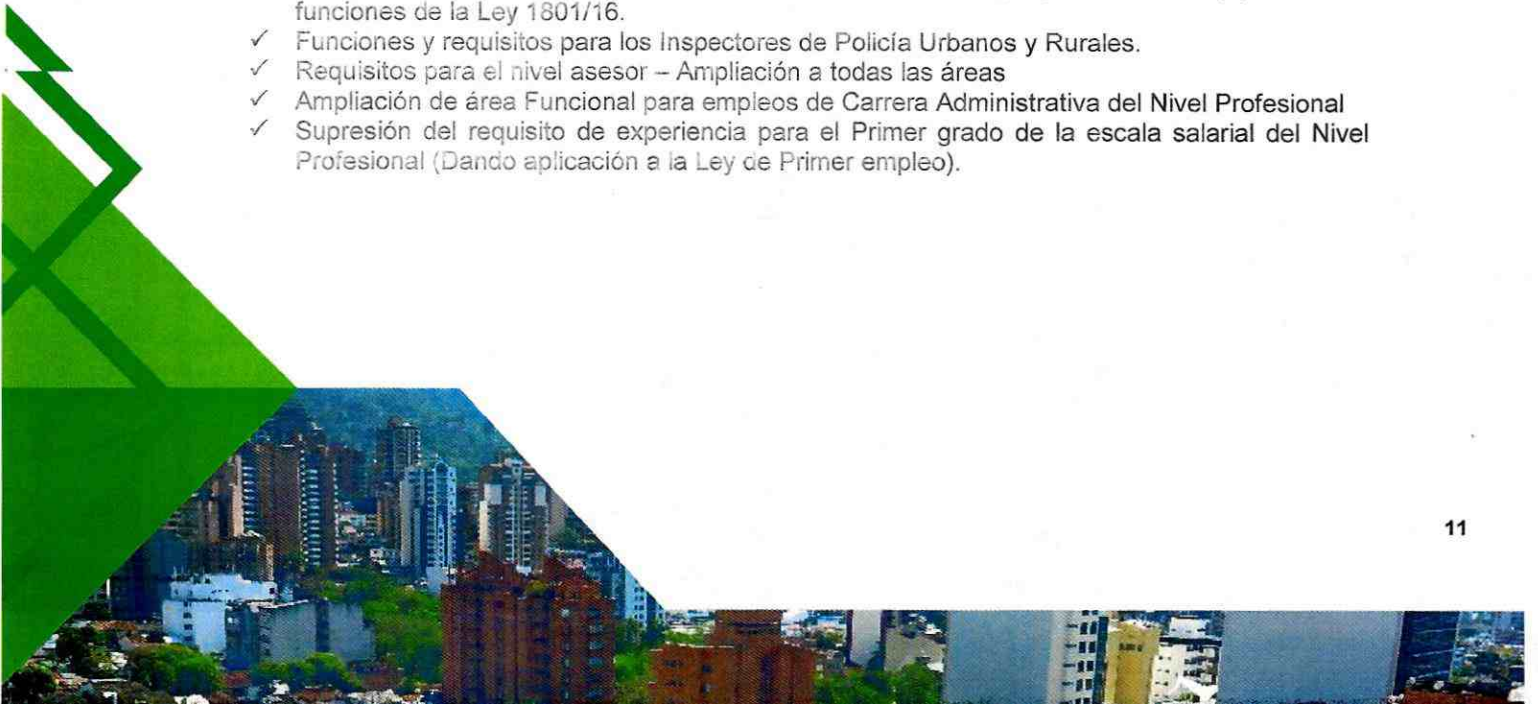 funciones de la Ley 1801/16.
✓ Funciones y requisitos para los Inspectores de Policía Urbanos y Rurales.
✓ Requisitos para el nivel asesor – Ampliación a todas las áreas
✓ Ampliación de área Funcional para empleos de Carrera Administrativa del Nivel Profesional
✓ Supresión del requisito de experiencia para el Primer grado de la escala salarial del Nivel
Profesional (Dando aplicación a la Ley de Primer empleo).
11